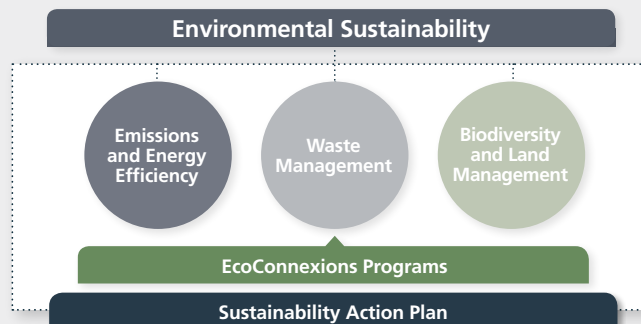 Environmental Sustainability
Emissions
and Energy
Efficiency
Waste
Management
Biodiversity
and Land
Management
EcoConnexions Programs
Sustainability Action Plan